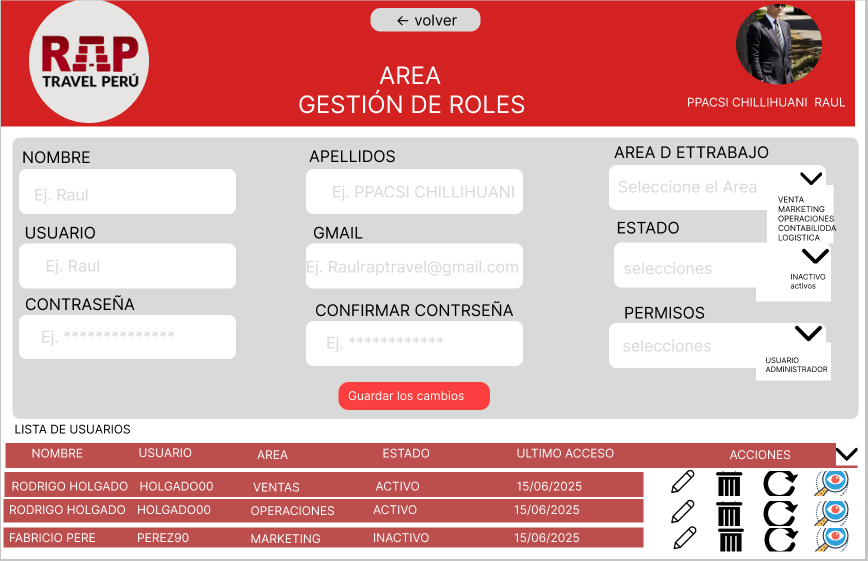 ← volver
RAP
TRAVEL PERÚ
AREA
GESTIÓN DE ROLES
PPACSI CHILLIHUANI RAUL
NOMBRE
Ej. Raul
APELLIDOS
Ej. PPACSI CHILLIHUANI
AREA D ETTRABAJO
Seleccione el Area
VENTA
MARKETING
OPERACIONES
CONTABILIDDA
LOGISTICA
USUARIO
Ej. Raul
GMAIL
Ej. Raulraptravel@gmail.com
ESTADO
selecciones
INACTIVO
activos
CONTRASEÑA
Ej. **************
CONFIRMAR CONTRSEÑA
Ej. ************
PERMISOS
selecciones
USUARIO
ADMINISTRADOR
Guardar los cambios
LISTA DE USUARIOS
NOMBRE USUARIO AREA ESTADO ULTIMO ACCESO ACCIONES
RODRIGO HOLGADO HOLGADO00 VENTAS ACTIVO 15/06/2025
RODRIGO HOLGADO HOLGADO00 OPERACIONES ACTIVO 15/06/2025
FABRICIO PERE PEREZ90 MARKETING INACTIVO 15/06/2025